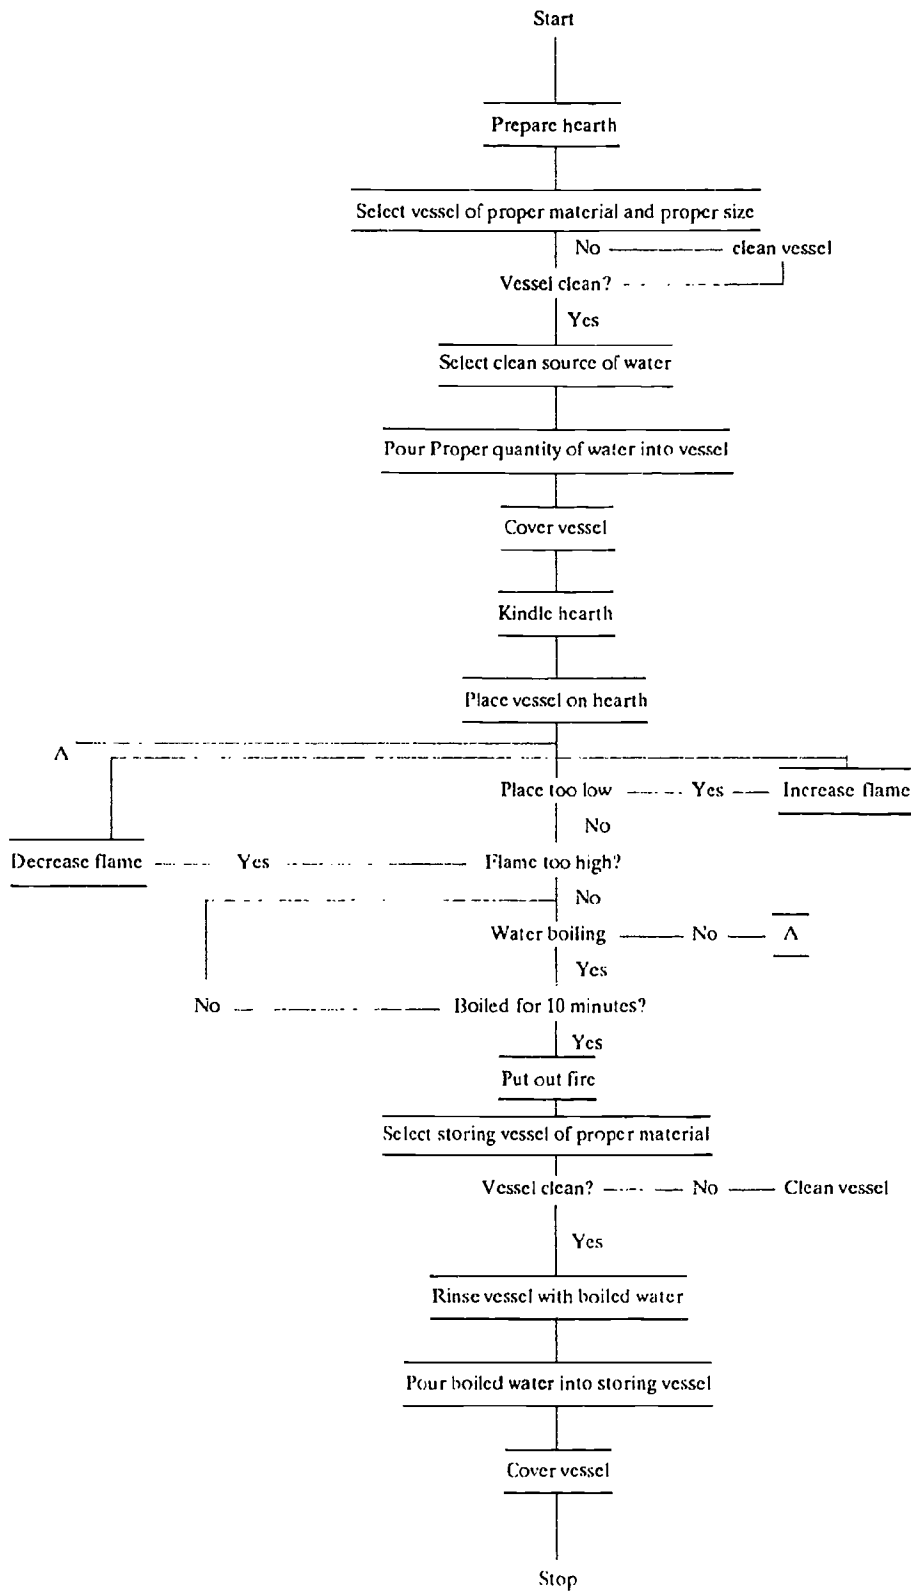 Start
Prepare hearth
Select vessel of proper material and proper size
No clean vessel
Vessel clean?
Yes
Select clean source of water
Pour Proper quantity of water into vessel
Cover vessel
Kindle hearth
Place vessel on hearth
A
Place too low Yes Increase flame
No
Decrease flame Yes Flame too high?
No
Water boiling No A
Yes
No Boiled for 10 minutes?
Yes
Put out fire
Select storing vessel of proper material
Vessel clean? No Clean vessel
Yes
Rinse vessel with boiled water
Pour boiled water into storing vessel
Cover vessel
Stop